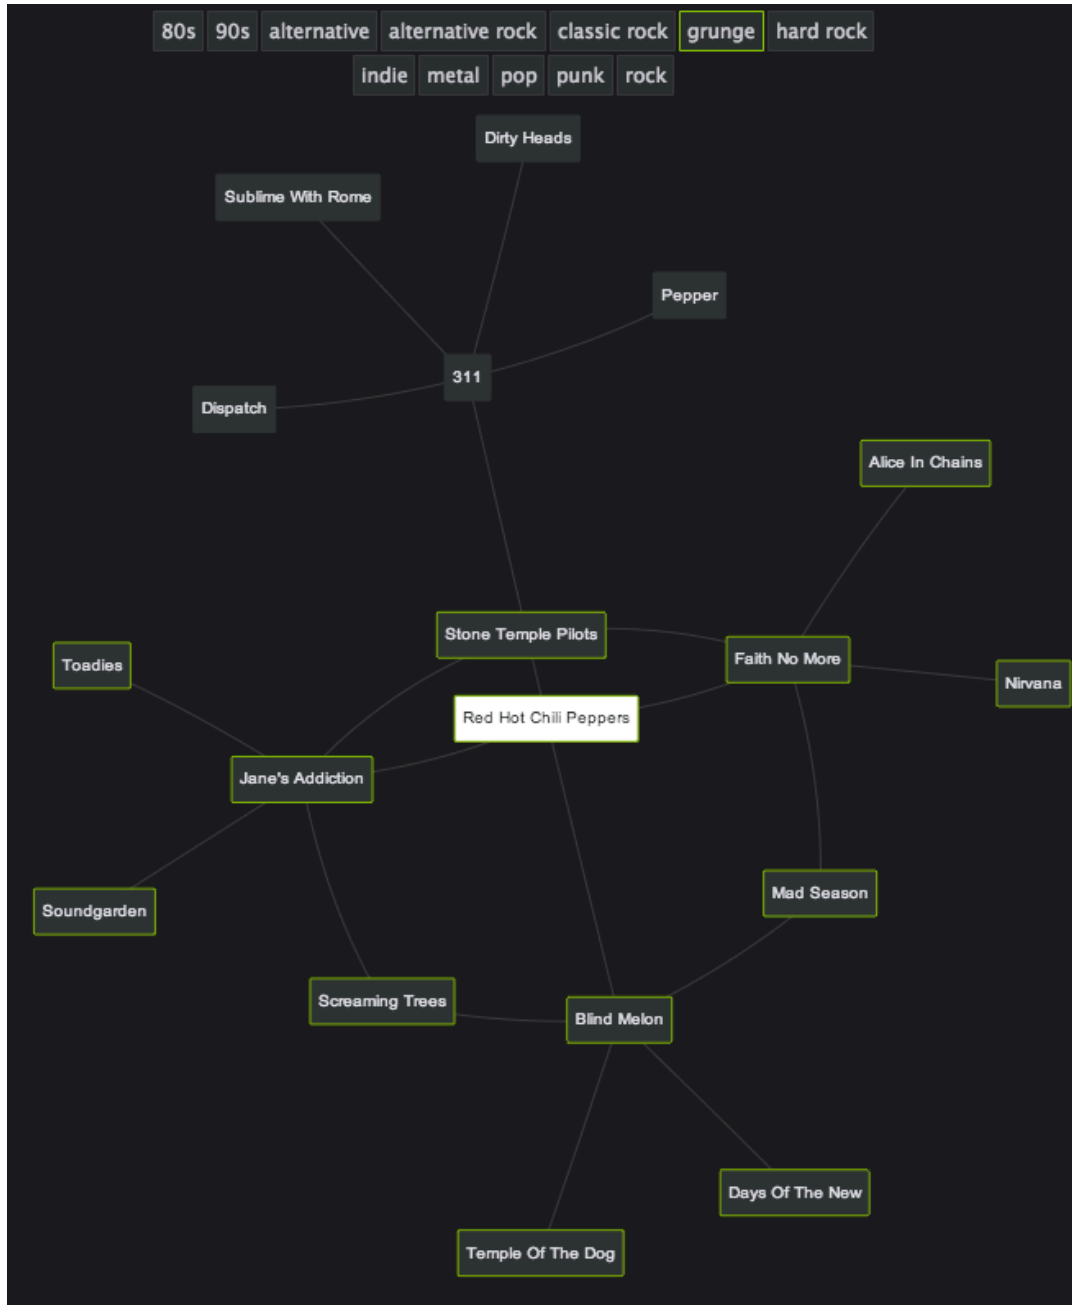 80s 90s alternative alternative rock classic rock grunge hard rock
indie metal pop punk rock
Dirty Heads
Sublime With Rome
Pepper
311
Dispatch
Alice In Chains
Stone Temple Pilots
Faith No More
Toadies
Nirvana
Red Hot Chili Peppers
Jane's Addiction
Mad Season
Soundgarden
Screaming Trees
Blind Melon
Days Of The New
Temple Of The Dog